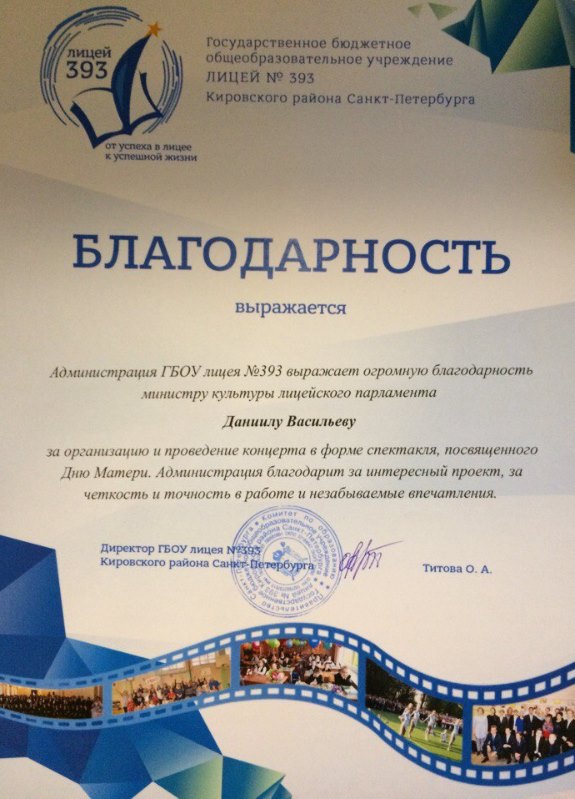 лицей
393
от успеха в лицее
к успешной жизни
Государственное бюджетное
общеобразовательное учреждение
ЛИЦЕЙ № 393
Кировского района Санкт-Петербурга
БЛАГОДАРНОСТЬ
выражается
Администрация ГБОУ лицея №393 выражает огромную благодарность
министру культуры лицейского парламента
Даниилу Васильеву
за организацию и проведение концерта в форме спектакля, посвященного
Дню Матери. Администрация благодарит за интересный проект, за
четкость и точность в работе и незабываемые впечатления.
Директор ГБОУ лицея №393
Кировского района Санкт-Петербурга
Титова О. А.